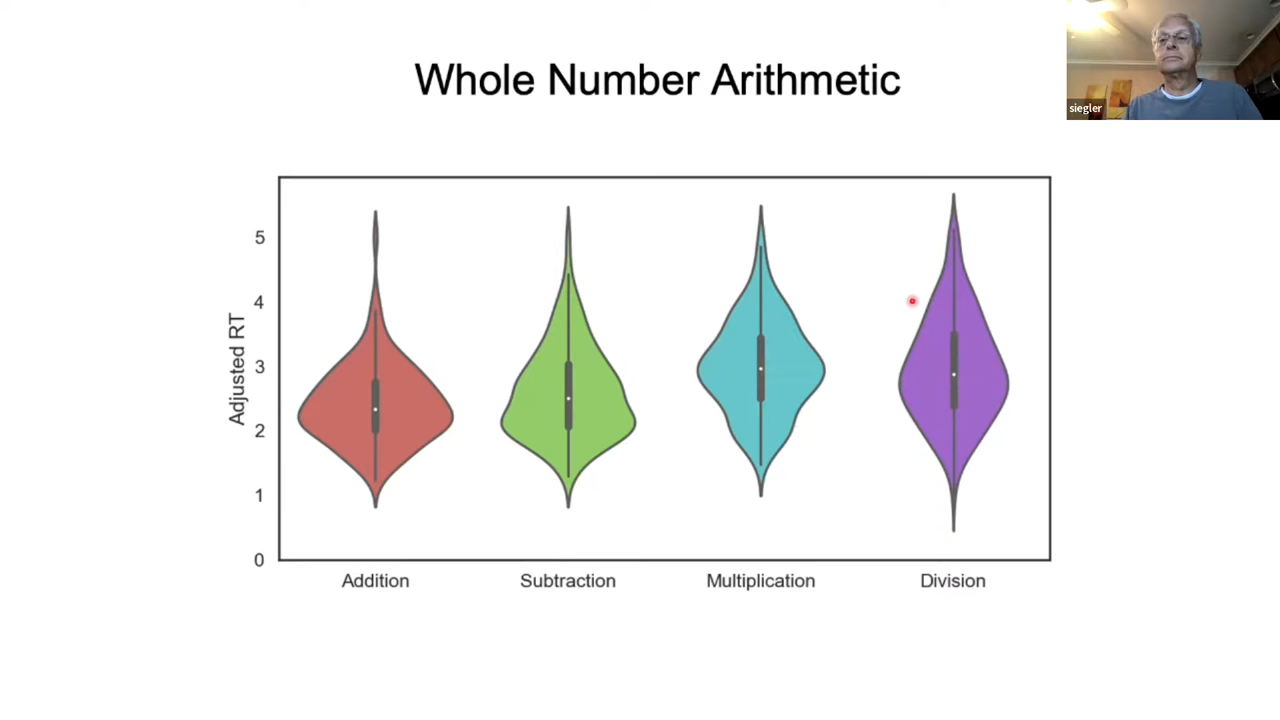 Whole Number Arithmetic
siegler
Adjusted RT
5
4
3
2
1
0
Addition
Subtraction
Multiplication
Division